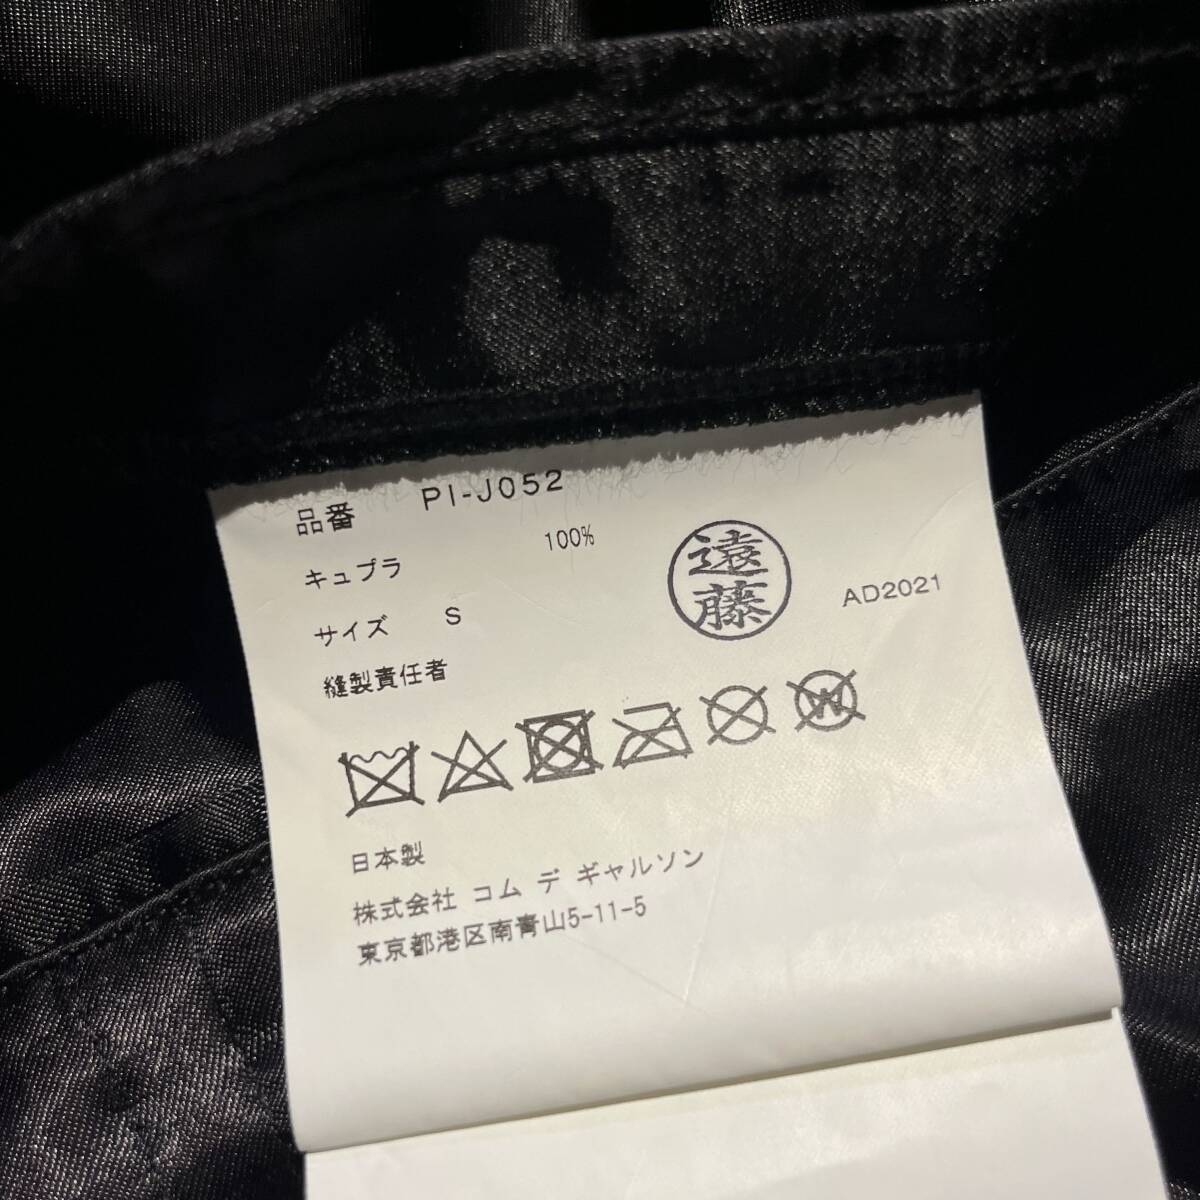 品番 PI-J052
キュプラ 100%
サイズ S
縫製責任者
遠藤
AD2021
日本製
株式会社 コム デ ギャルソン
東京都港区南青山5-11-5